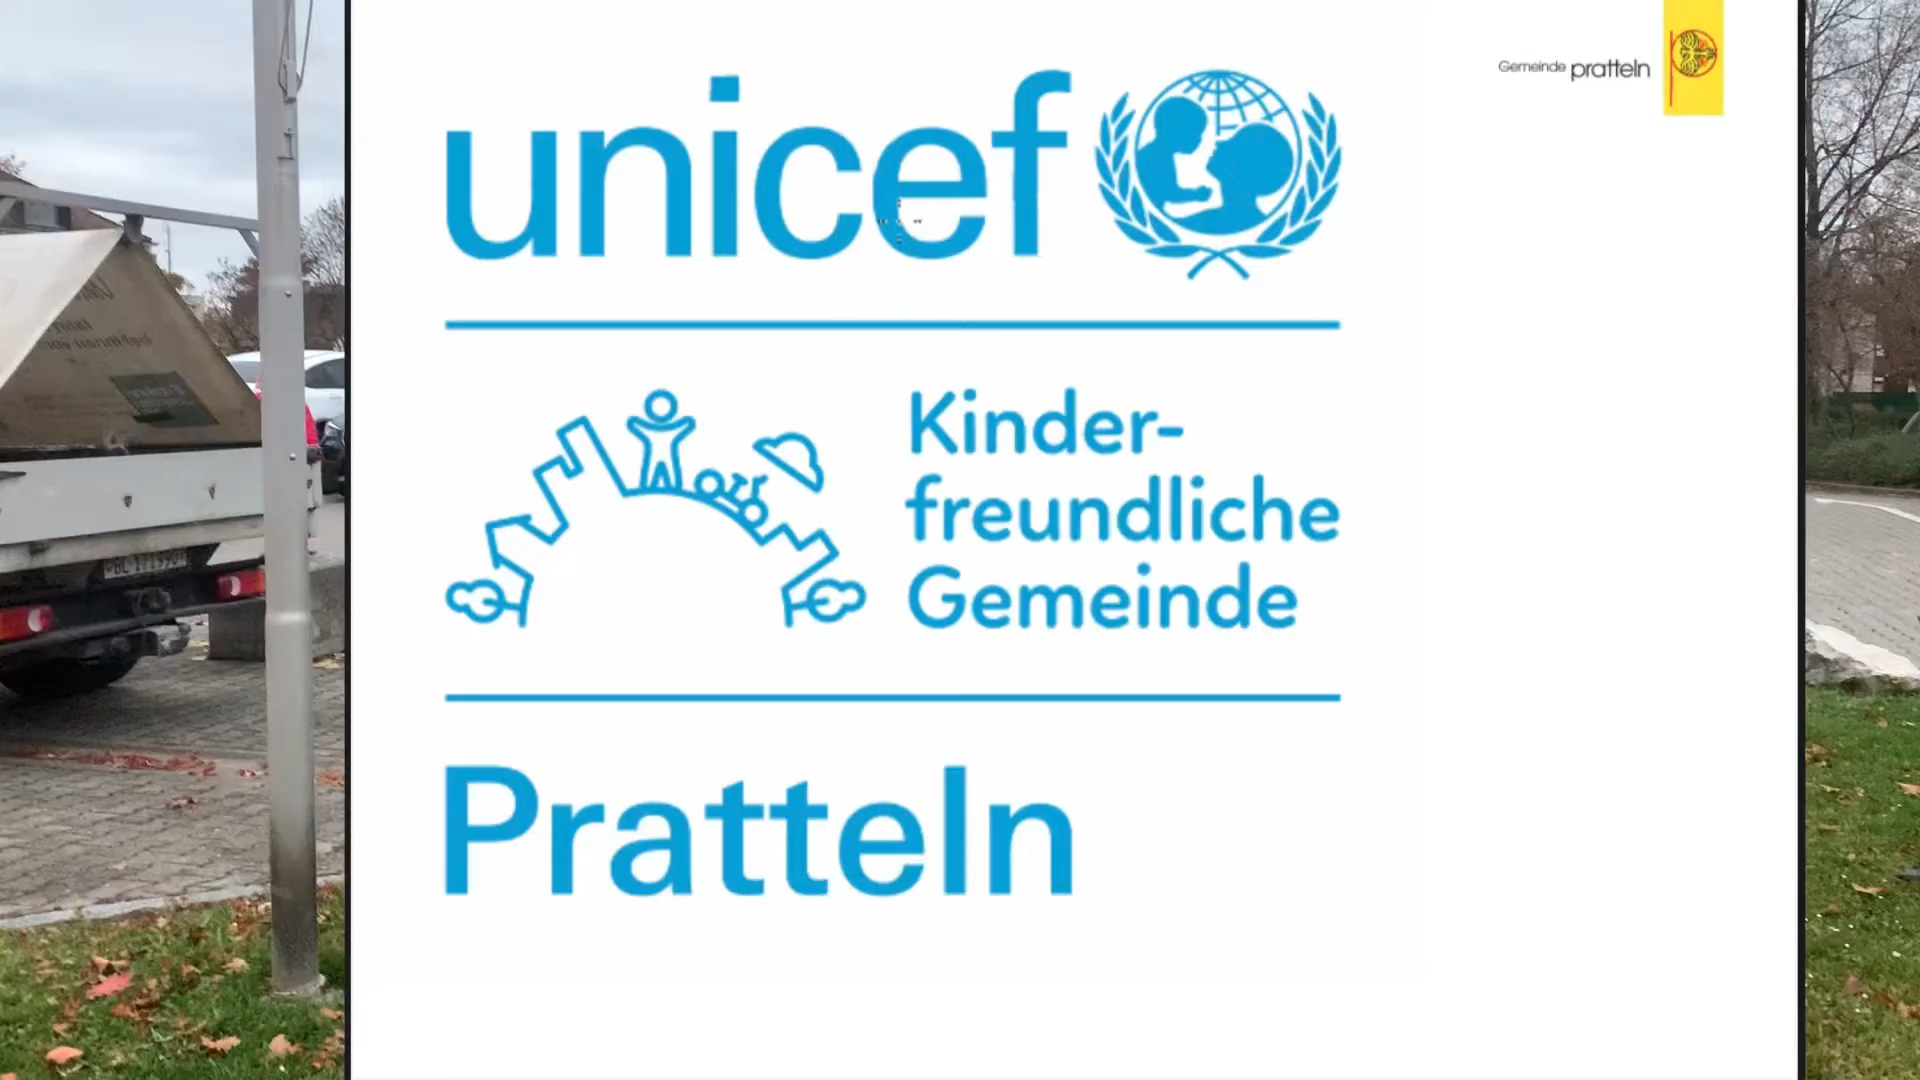 unicef
Gemeinde pratteln
Kinder-
freundliche
Gemeinde
Pratteln